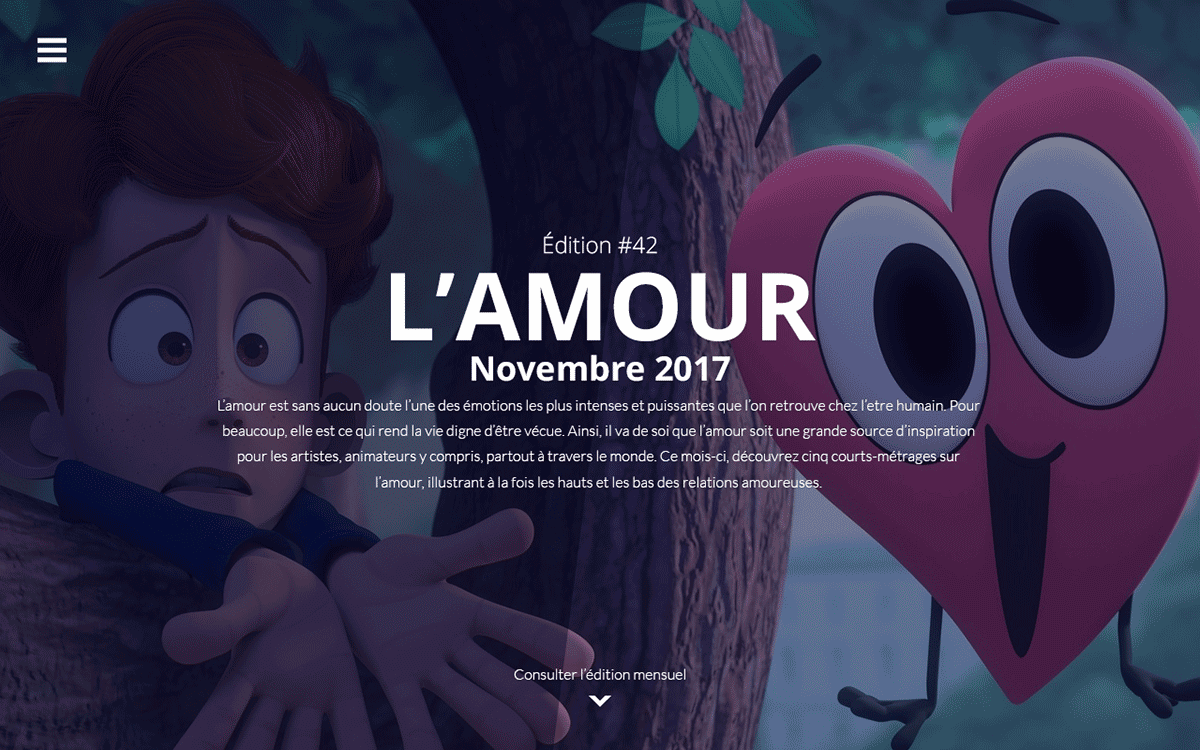 Édition #42
L’AMOUR
Novembre 2017
L’amour est sans aucun doute l’une des émotions les plus intenses et puissantes que l’on retrouve chez l’etre humain. Pour
beaucoup, elle est ce qui rend la vie digne d’être vécue. Ainsi, il va de soi que l’amour soit une grande source d’inspiration
pour les artistes, animateurs y compris, partout à travers le monde. Ce mois-ci, découvrez cinq courts-métrages sur
l’amour, illustrant à la fois les hauts et les bas des relations amoureuses.
Consulter l’édition mensuel